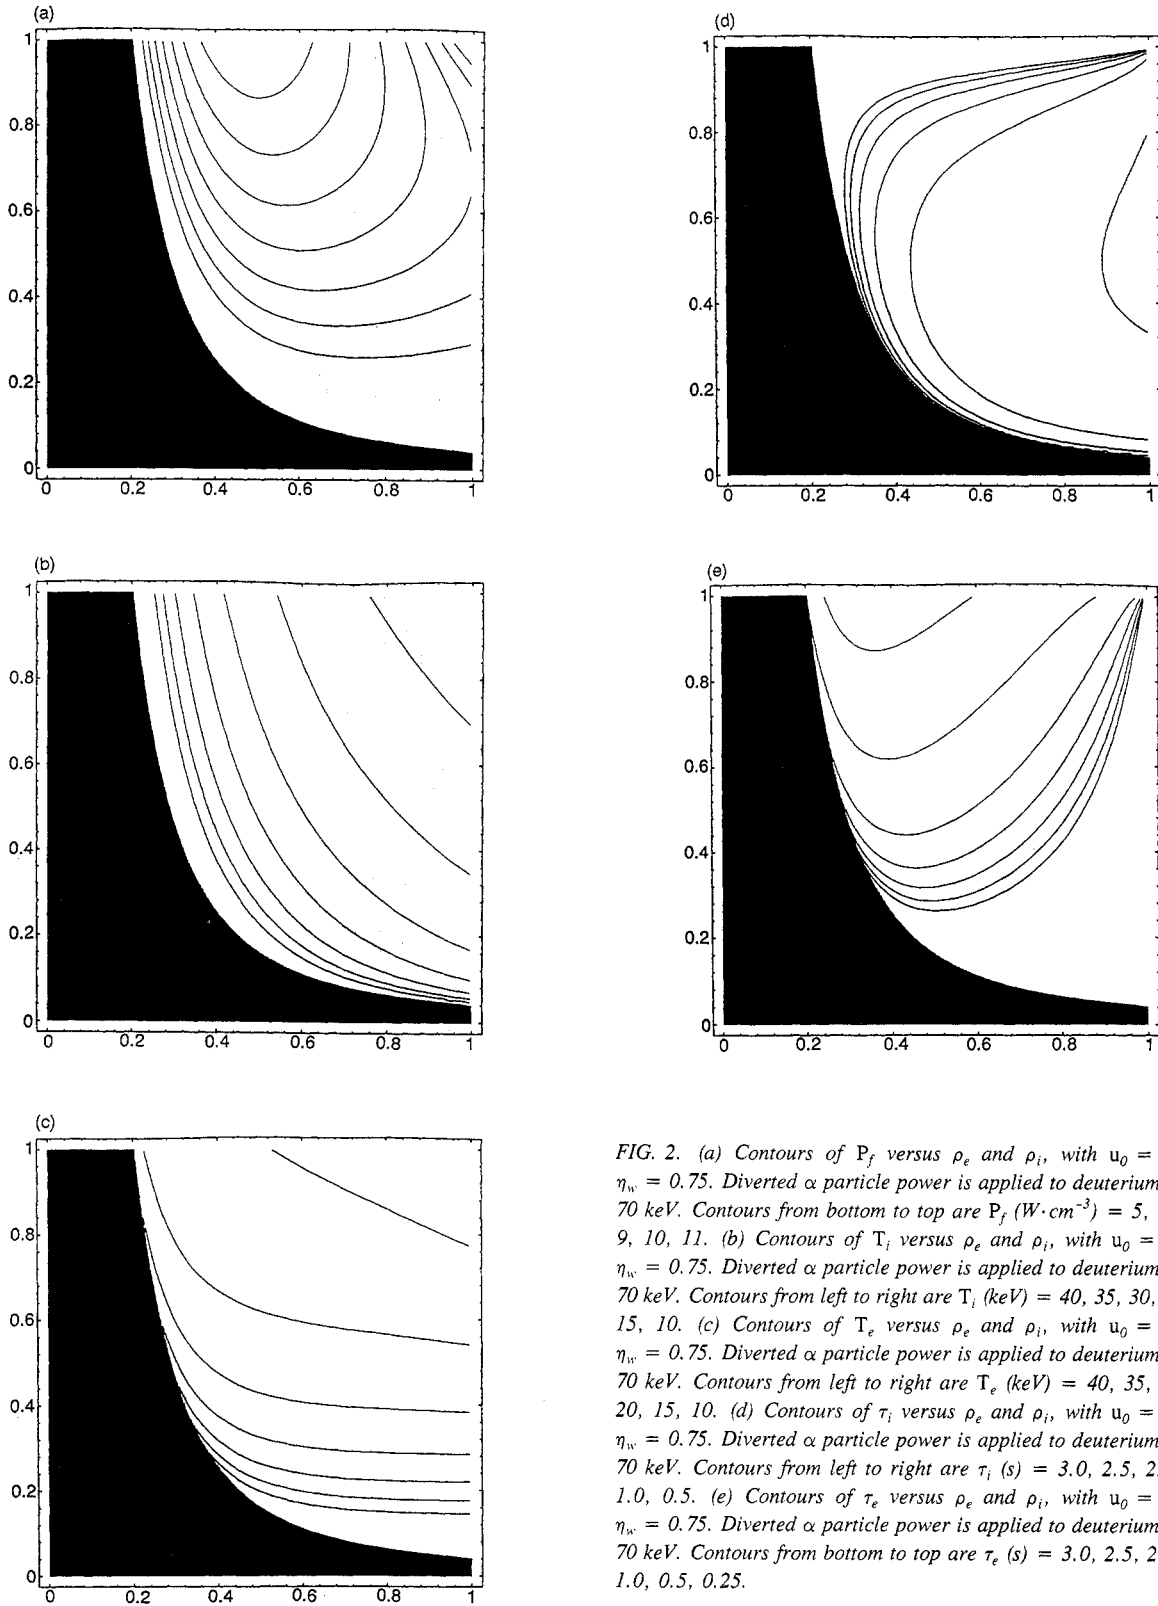 (a)
1
0.8
0.6
0.4
0.2
0
0 0.2 0.4 0.6 0.8 1
(d)
1
0.8
0.6
0.4
0.2
0
0 0.2 0.4 0.6 0.8 1
(b)
1
0.8
0.6
0.4
0.2
0
0 0.2 0.4 0.6 0.8 1
(e)
1
0.8
0.6
0.4
0.2
0
0 0.2 0.4 0.6 0.8 1
(c)
1
0.8
0.6
0.4
0.2
0
0 0.2 0.4 0.6 0.8 1
FIG. 2. (a) Contours of P_f versus ρ_e and ρ_i, with u_0 =
η_w = 0.75. Diverted α particle power is applied to deuterium
70 keV. Contours from bottom to top are P_f (W·cm⁻³) = 5,
9, 10, 11. (b) Contours of T_i versus ρ_e and ρ_i, with u_0 =
η_w = 0.75. Diverted α particle power is applied to deuterium
70 keV. Contours from left to right are T_i (keV) = 40, 35, 30,
15, 10. (c) Contours of T_e versus ρ_e and ρ_i, with u_0 =
η_w = 0.75. Diverted α particle power is applied to deuterium
70 keV. Contours from left to right are T_e (keV) = 40, 35,
20, 15, 10. (d) Contours of τ_i versus ρ_e and ρ_i, with u_0 =
η_w = 0.75. Diverted α particle power is applied to deuterium
70 keV. Contours from left to right are τ_i (s) = 3.0, 2.5,
1.0, 0.5. (e) Contours of τ_e versus ρ_e and ρ_i, with u_0 =
η_w = 0.75. Diverted α particle power is applied to deuterium
70 keV. Contours from bottom to top are τ_e (s) = 3.0, 2.5,
1.0, 0.5, 0.25.